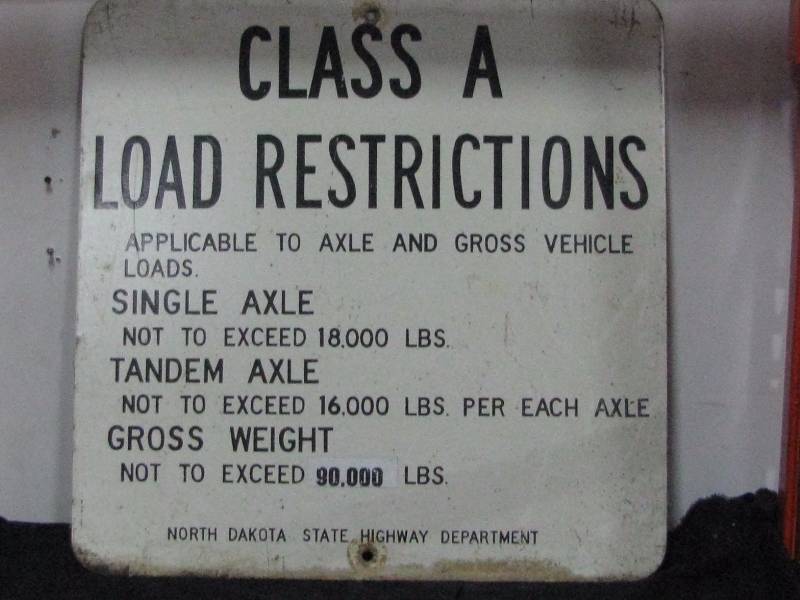 CLASS A
LOAD RESTRICTIONS
APPLICABLE TO AXLE AND GROSS VEHICLE
LOADS.
SINGLE AXLE
NOT TO EXCEED 18.000 LBS.
TANDEM AXLE
NOT TO EXCEED 16.000 LBS. PER EACH AXLE
GROSS WEIGHT
NOT TO EXCEED 90,000 LBS.
NORTH DAKOTA STATE HIGHWAY DEPARTMENT